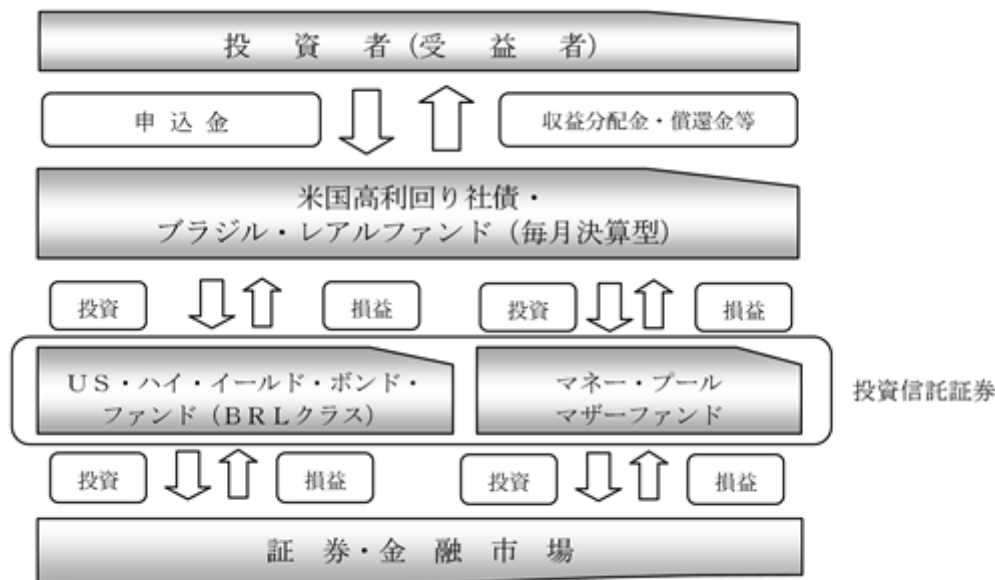 投 資 者 (受 益 者)
申 込 金
収益分配金・償還金等
米国高利回り社債・
ブラジル・レアルファンド（毎月決算型）
投資
損益
投資
損益
ＵＳ・ハイ・イールド・ボンド・
ファンド（ＢＲＬクラス）
マネー・プール
マザーファンド
投資信託証券
投資
損益
投資
損益
証 券・金 融 市 場